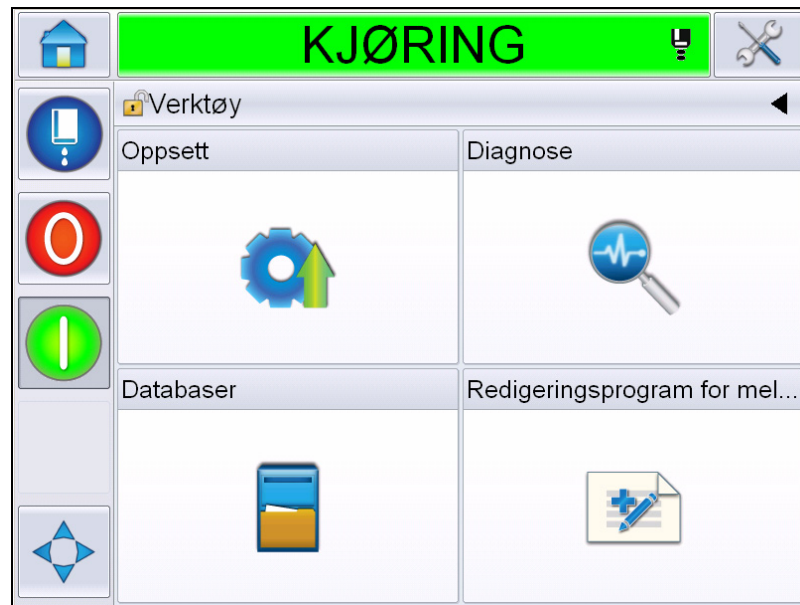 KJØRING
Verktøy
Oppsett
Diagnose
Databaser
Redigeringsprogram for mel...